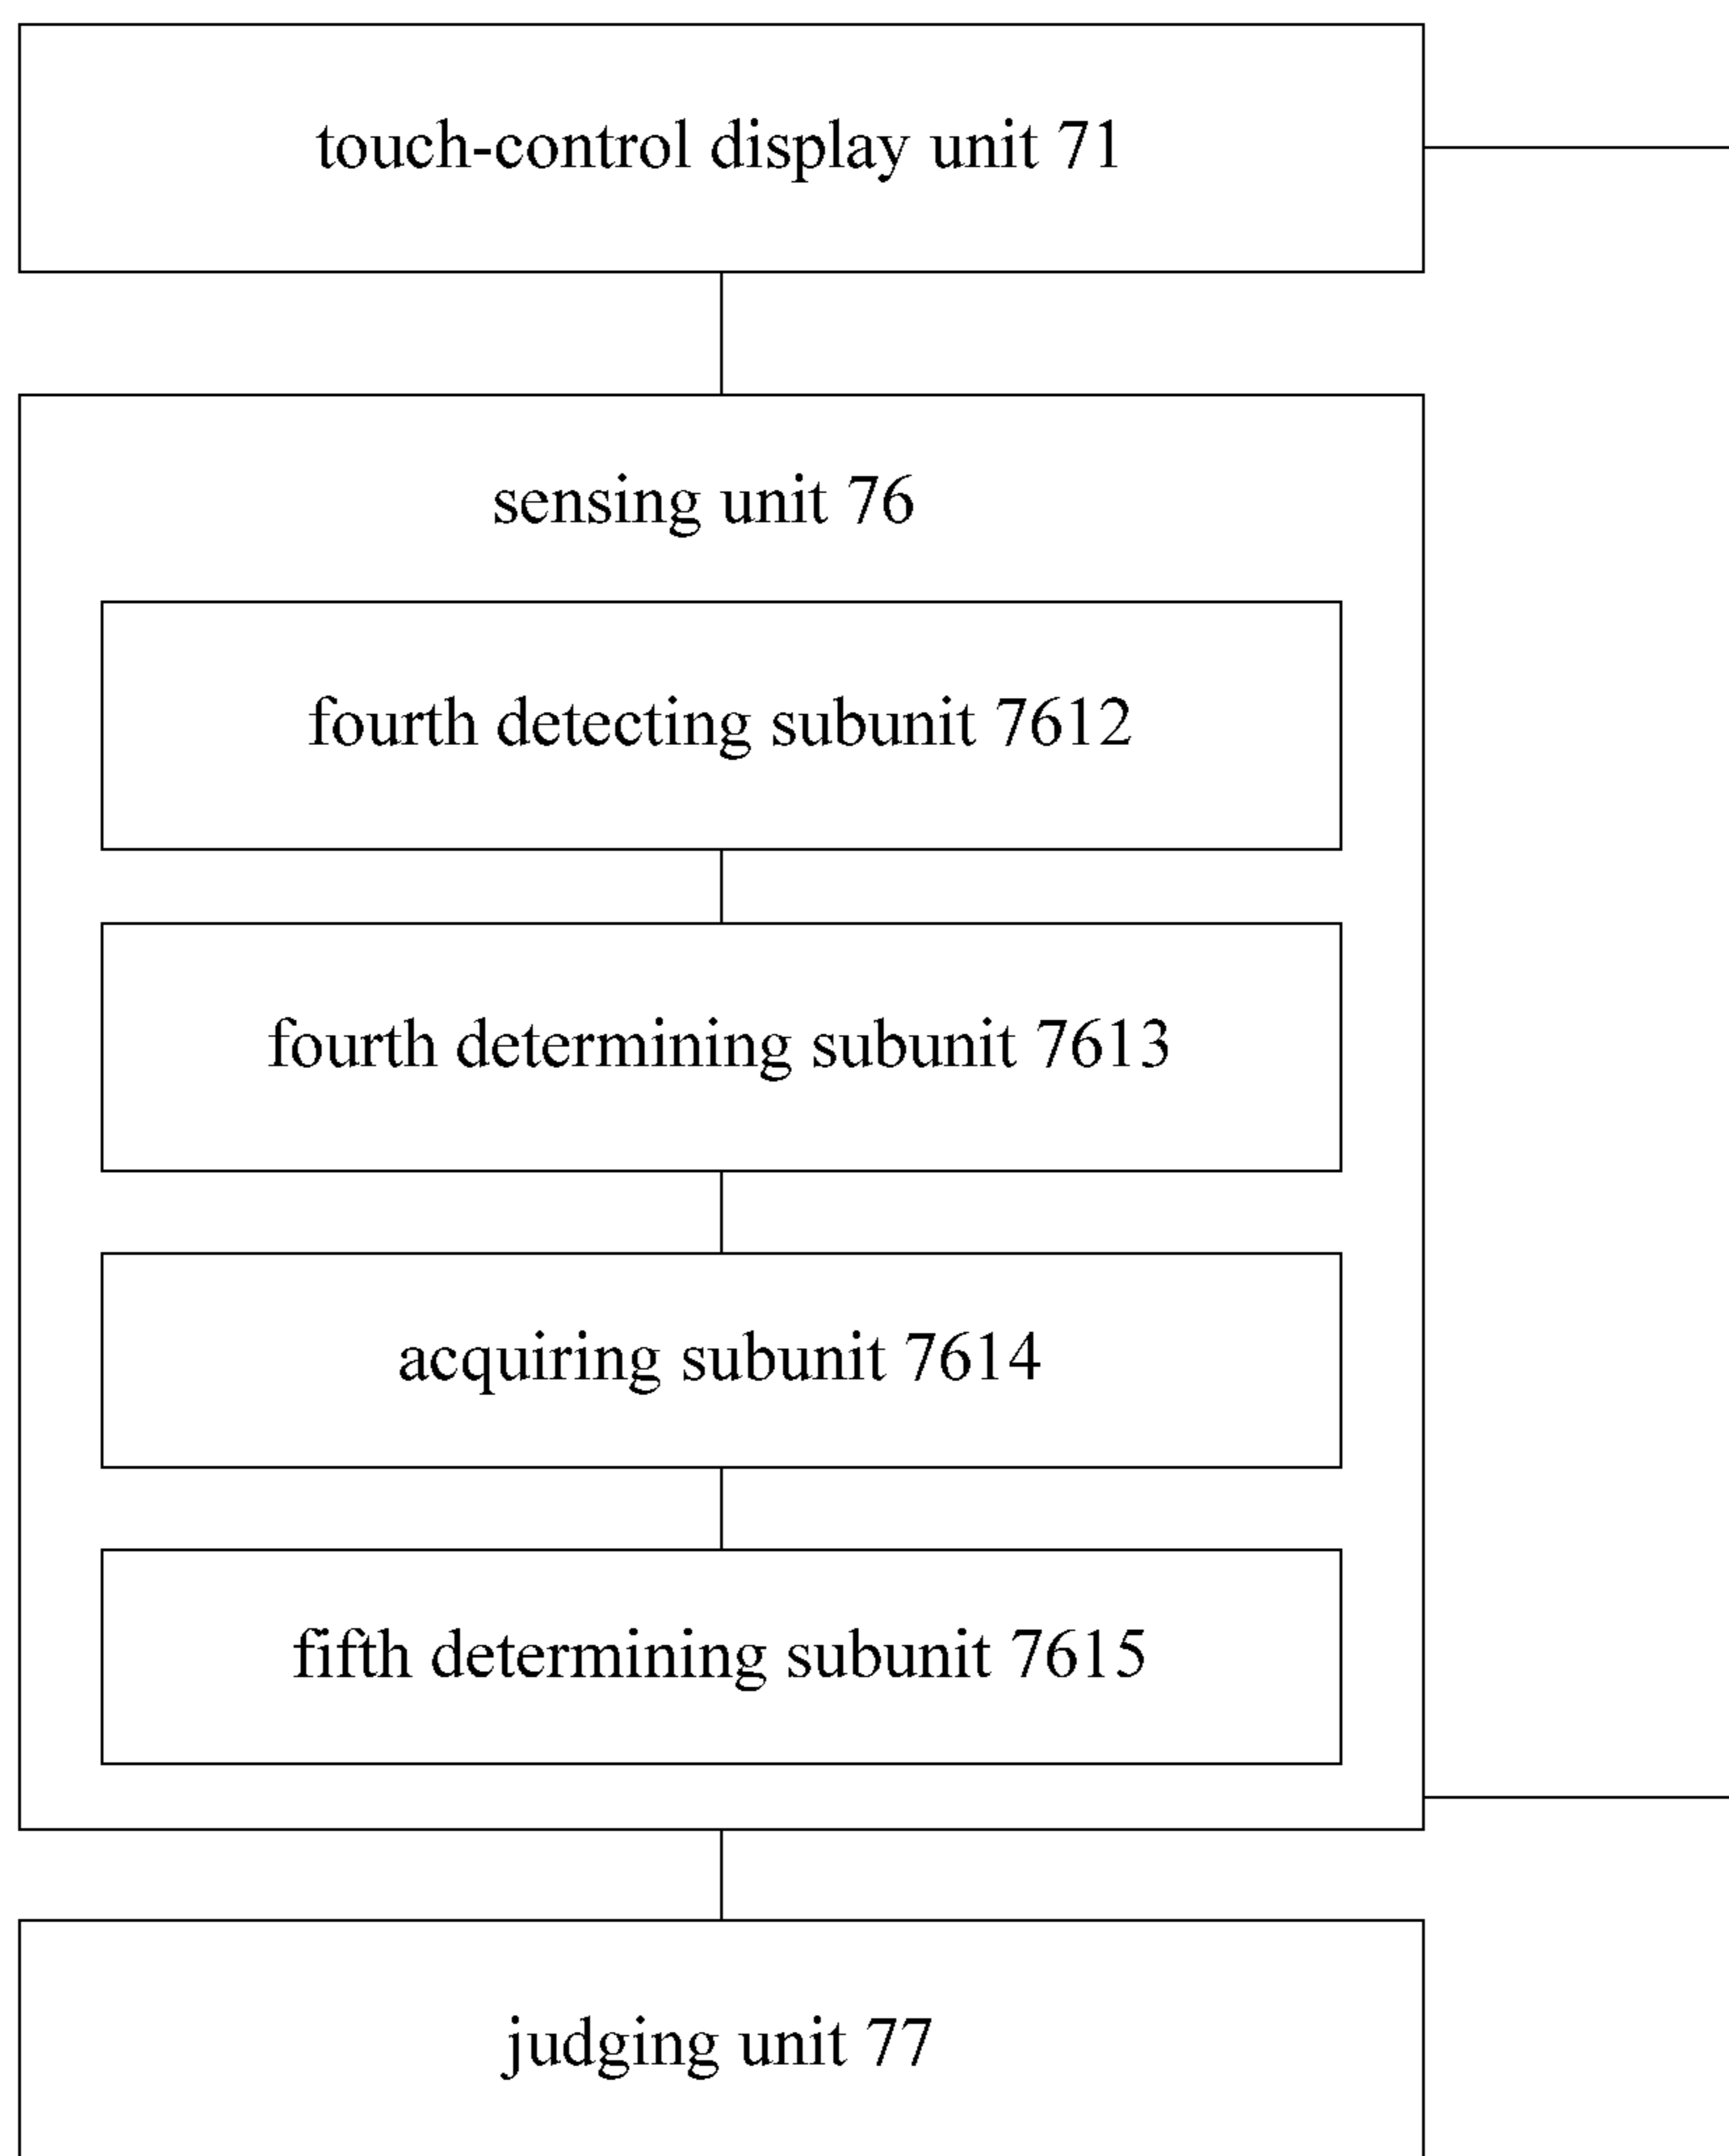 touch-control display unit 71
sensing unit 76
fourth detecting subunit 7612
fourth determining subunit 7613
acquiring subunit 7614
fifth determining subunit 7615
judging unit 77